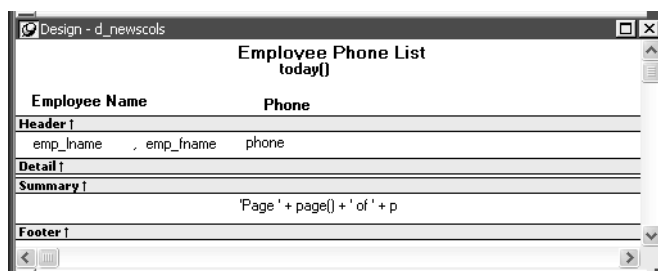 Design - d_newscols
Employee Phone List
today()
Employee Name Phone
Header ↑
emp_lname , emp_fname phone
Detail ↑
Summary ↑
'Page ' + page() + ' of ' + p
Footer ↑